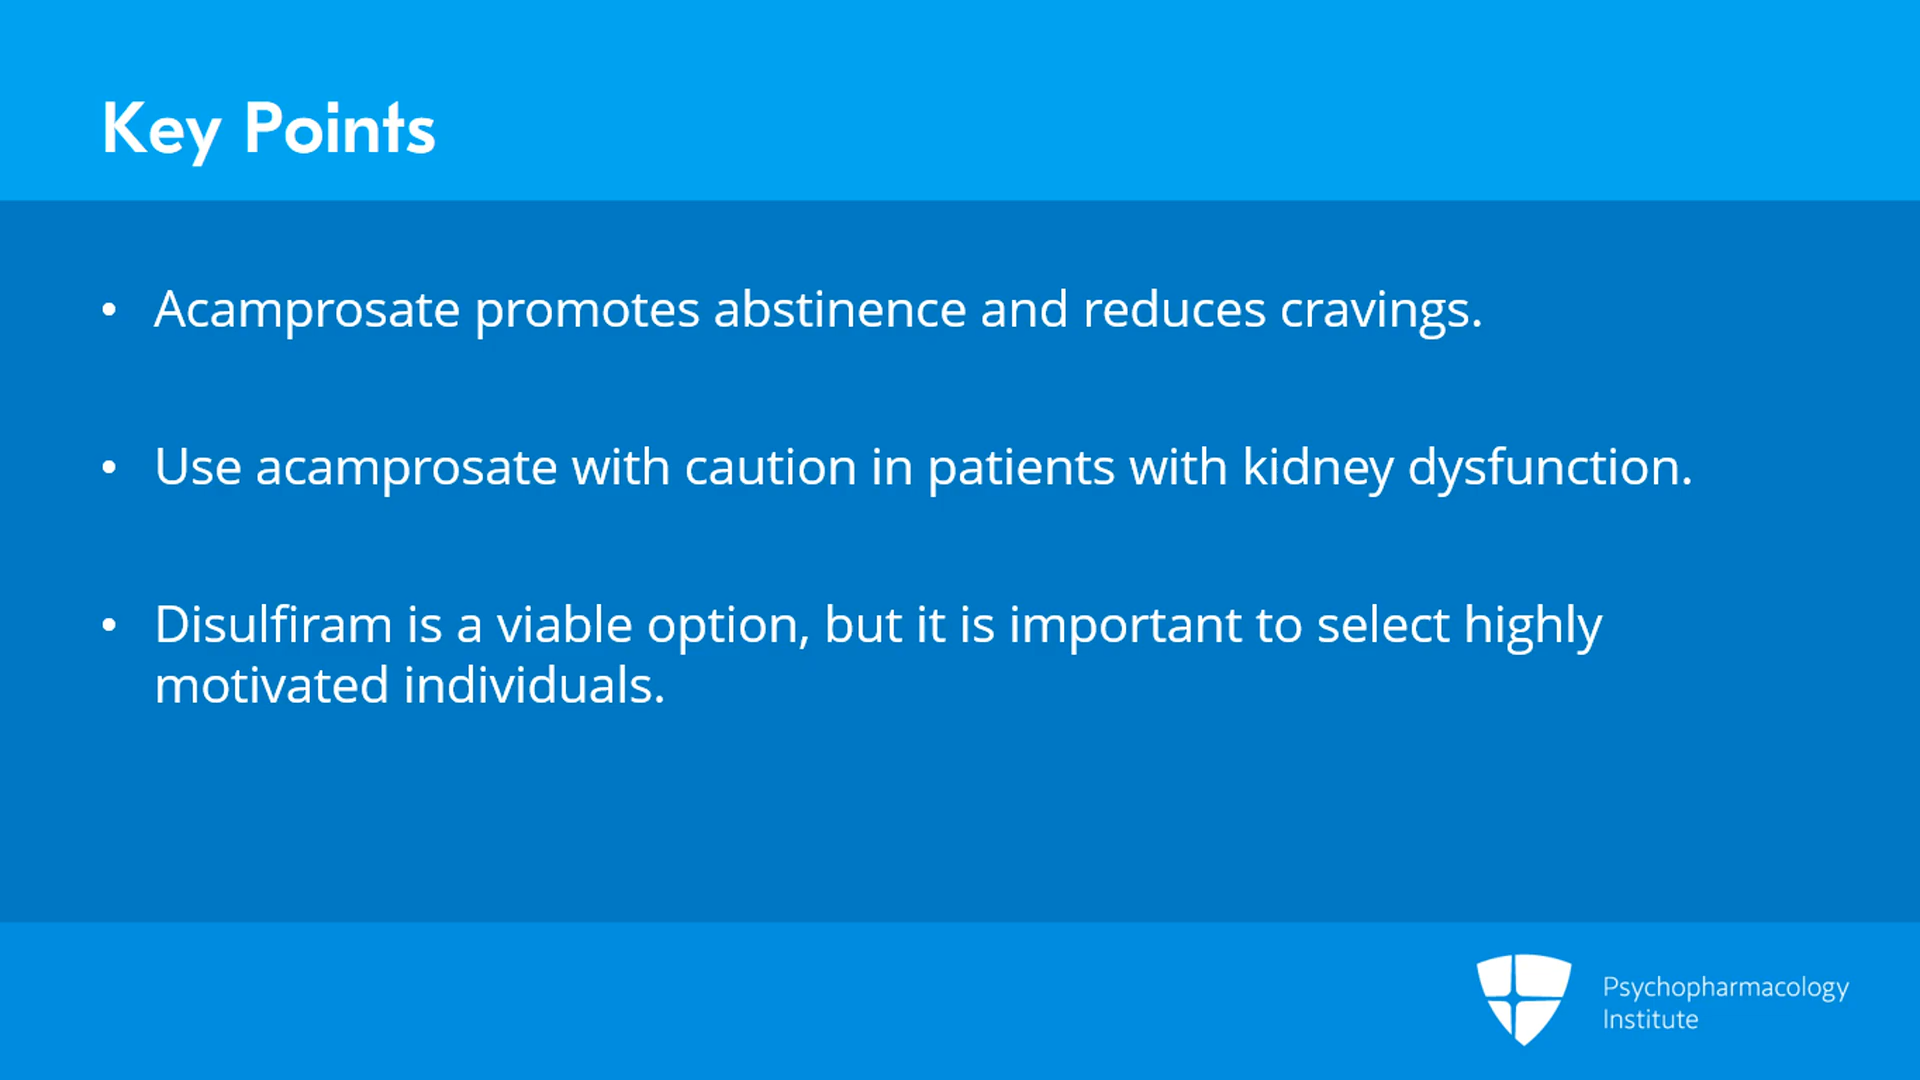 Key Points
• Acamprosate promotes abstinence and reduces cravings.
• Use acamprosate with caution in patients with kidney dysfunction.
• Disulfiram is a viable option, but it is important to select highly
motivated individuals.
Psychopharmacology
Institute